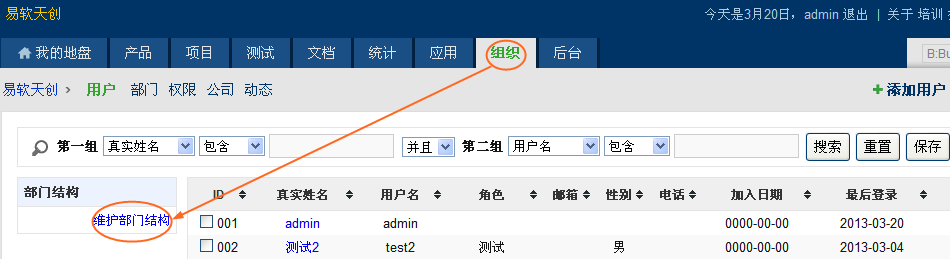 易软天创
今天是3月20日，admin 退出 | 关于 培训
我的地盘 产品 项目 测试 文档 统计 应用 组织 后台
易软天创 › 用户 部门 权限 公司 动态 +添加用户
第一组 真实姓名 包含 并且 第二组 用户名 包含 搜索 重置 保存
部门结构
维护部门结构
ID 真实姓名 用户名 角色 邮箱 性别 电话 加入日期 最后登录
001 admin admin 0000-00-00 2013-03-20
002 测试2 test2 测试 男 0000-00-00 2013-03-04